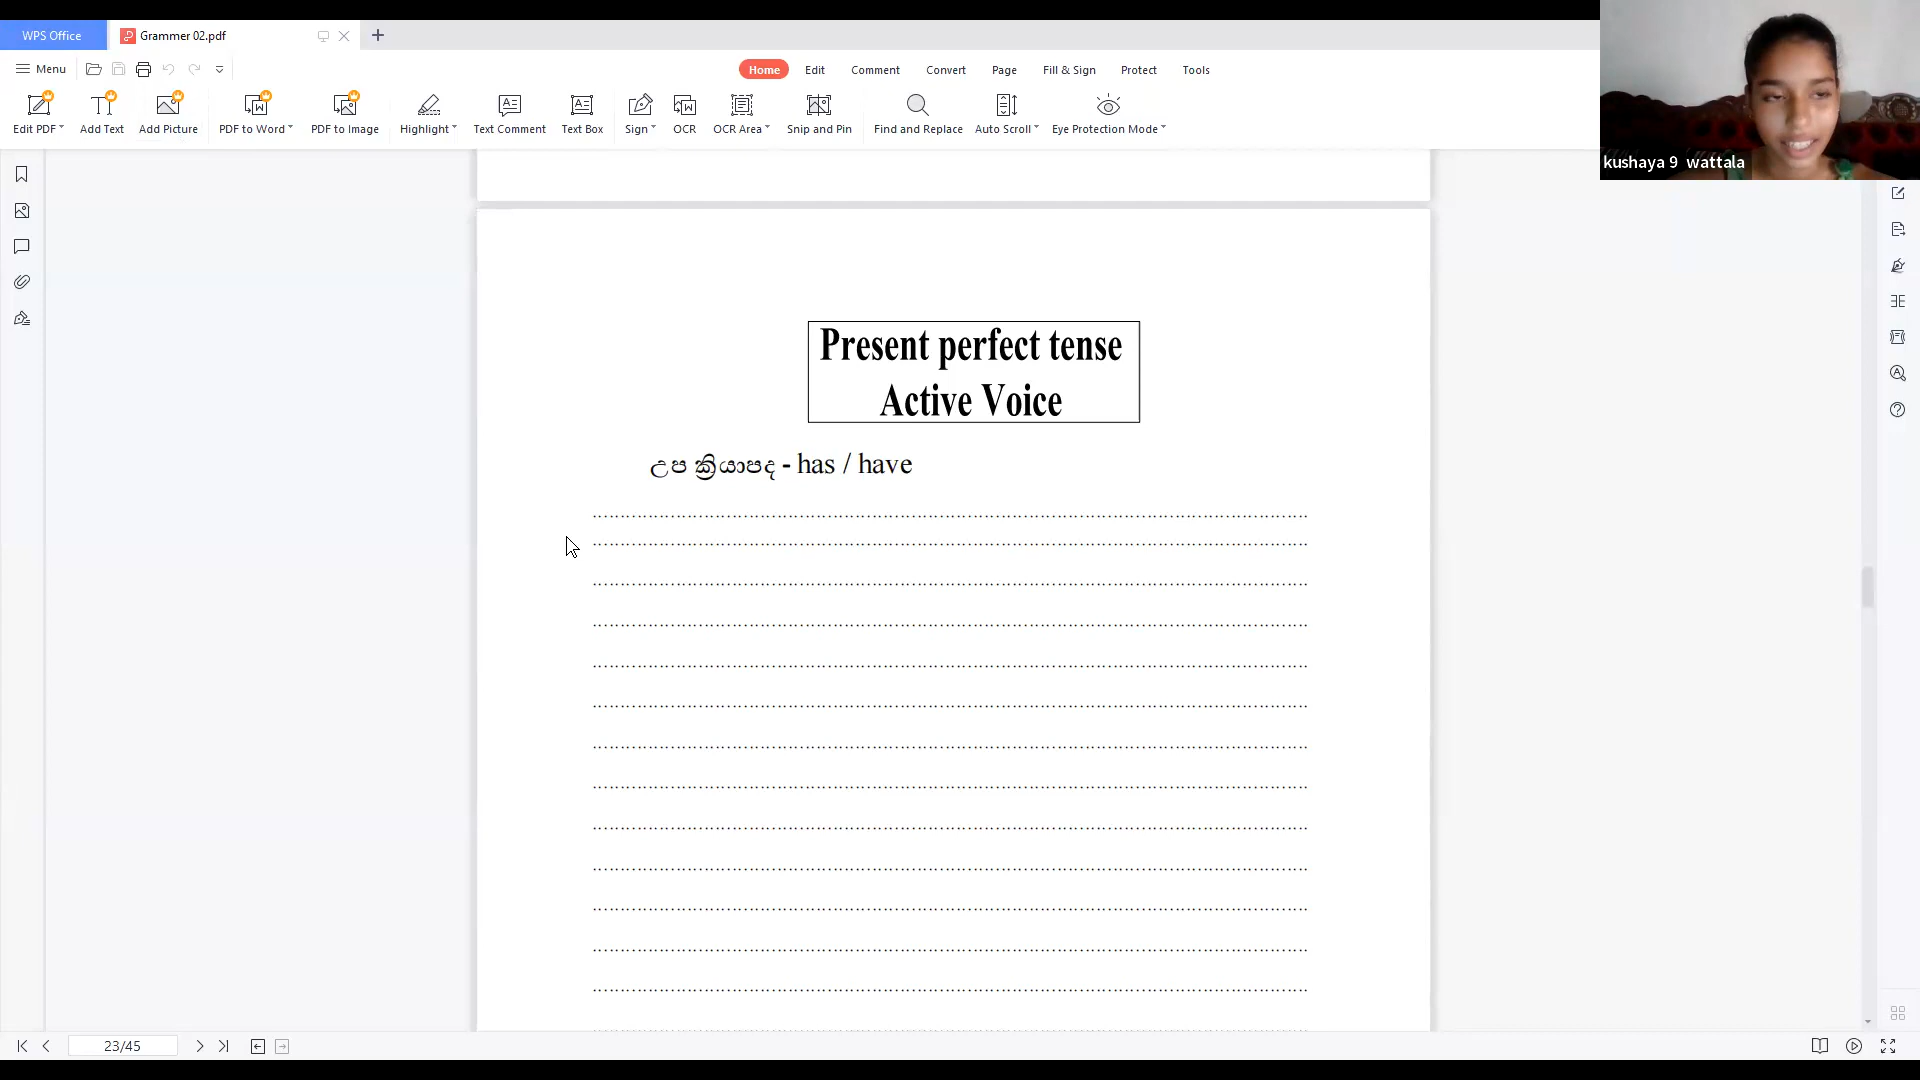 WPS Office
Grammer 02.pdf
Menu
Home Edit Comment Convert Page Fill & Sign Protect Tools
Edit PDF Add Text Add Picture PDF to Word PDF to Image Highlight Text Comment Text Box Sign OCR OCR Area Snip and Pin Find and Replace Auto Scroll Eye Protection Mode
kushaya 9 wattala
Present perfect tense
Active Voice
උප ක්‍රියාපද - has / have
23/45